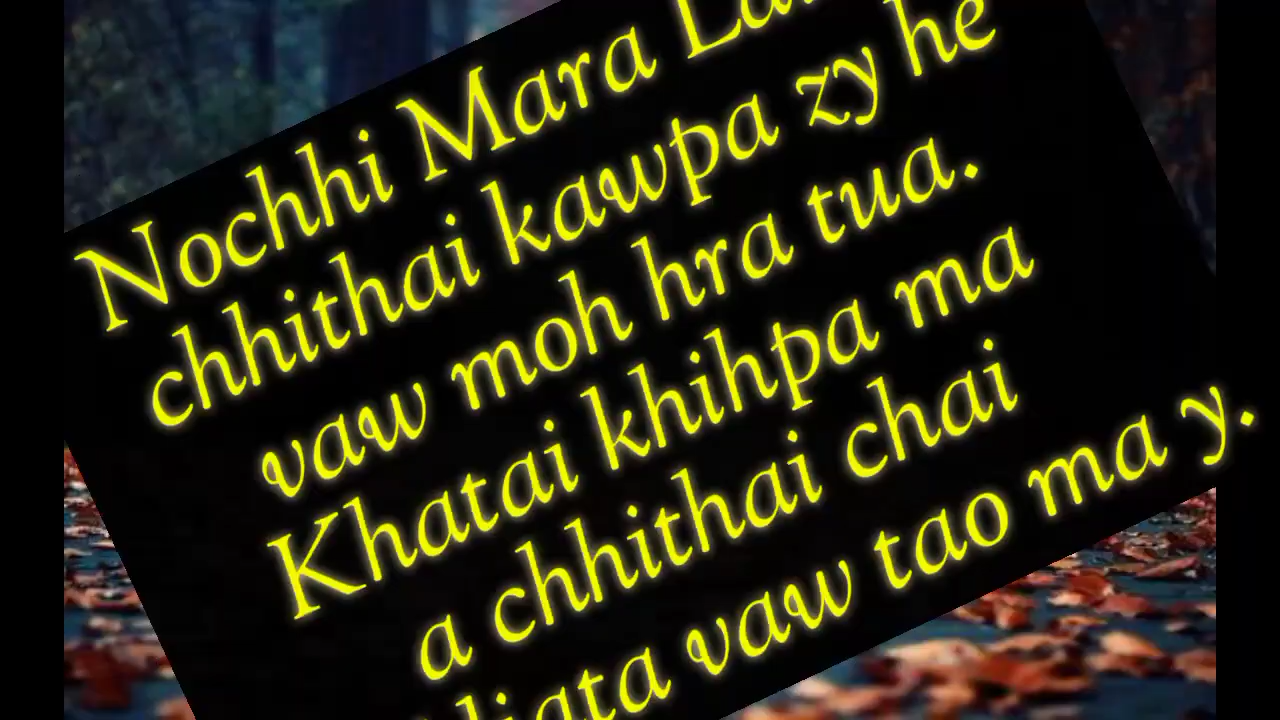 Nochhi Mara
chhithai kawpa zy he
vaw moh hra tua.
Khatai khihpa ma
a chhithai chai
vaw tao ma y.